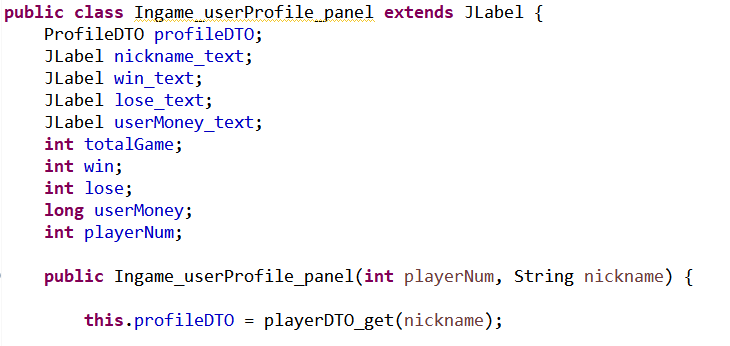 public class Ingame_userProfile_panel extends JLabel {
    ProfileDTO profileDTO;
    JLabel nickname_text;
    JLabel win_text;
    JLabel lose_text;
    JLabel userMoney_text;
    int totalGame;
    int win;
    int lose;
    long userMoney;
    int playerNum;

    public Ingame_userProfile_panel(int playerNum, String nickname) {

        this.profileDTO = playerDTO_get(nickname);